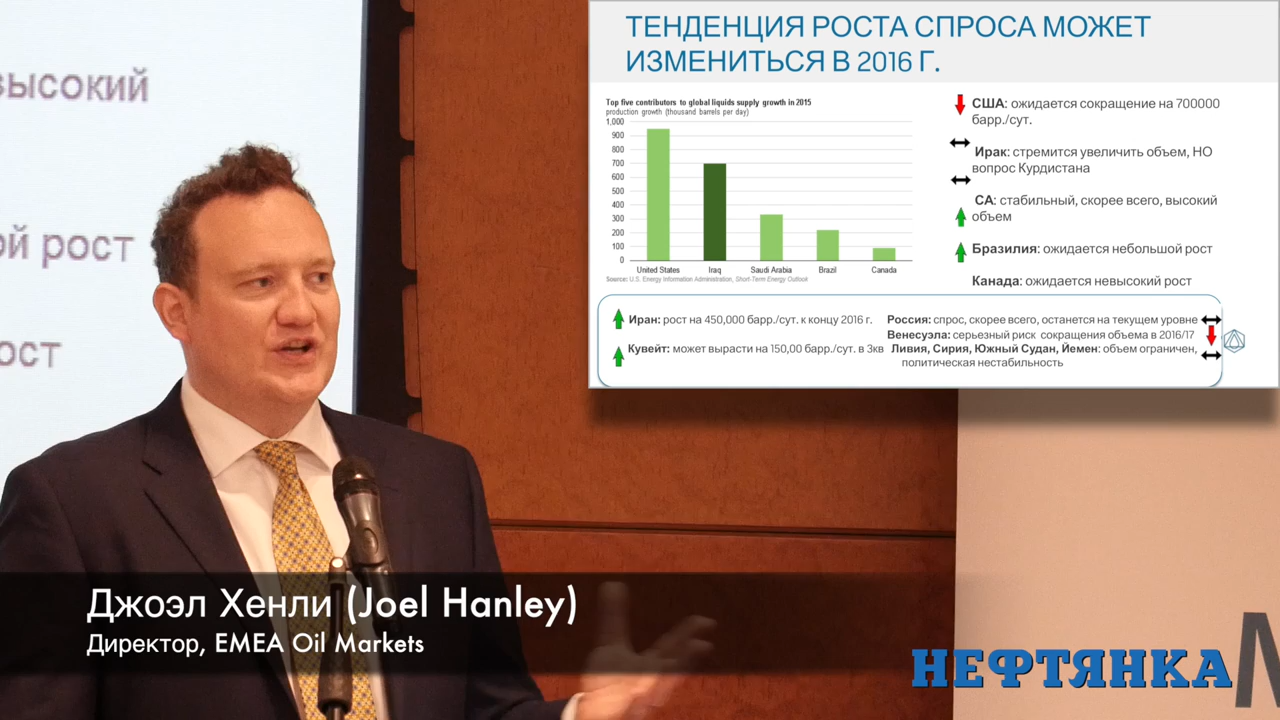 высокий
ой рост
ост
ТЕНДЕНЦИЯ РОСТА СПРОСА МОЖЕТ
ИЗМЕНИТЬСЯ В 2016 Г.
Top five contributors to global liquids supply growth in 2015
production growth (thousand barrels per day)
1,000
900
800
700
600
500
400
300
200
100
0
United States Iraq Saudi Arabia Brazil Canada
Source: U.S. Energy Information Administration, Short-Term Energy Outlook
США: ожидается сокращение на 700000
барр./сут.
Ирак: стремится увеличить объем, НО
вопрос Курдистана
СА: стабильный, скорее всего, высокий
объем
Бразилия: ожидается небольшой рост
Канада: ожидается невысокий рост
Иран: рост на 450,000 барр./сут. к концу 2016 г.
Кувейт: может вырасти на 150,00 барр./сут. в 3кв
Россия: спрос, скорее всего, останется на текущем уровне
Венесуэла: серьезный риск сокращения объема в 2016/17
Ливия, Сирия, Южный Судан, Йемен: объем ограничен,
политическая нестабильность
Джоэл Хенли (Joel Hanley)
Директор, EMEA Oil Markets
НЕФТЯНКА